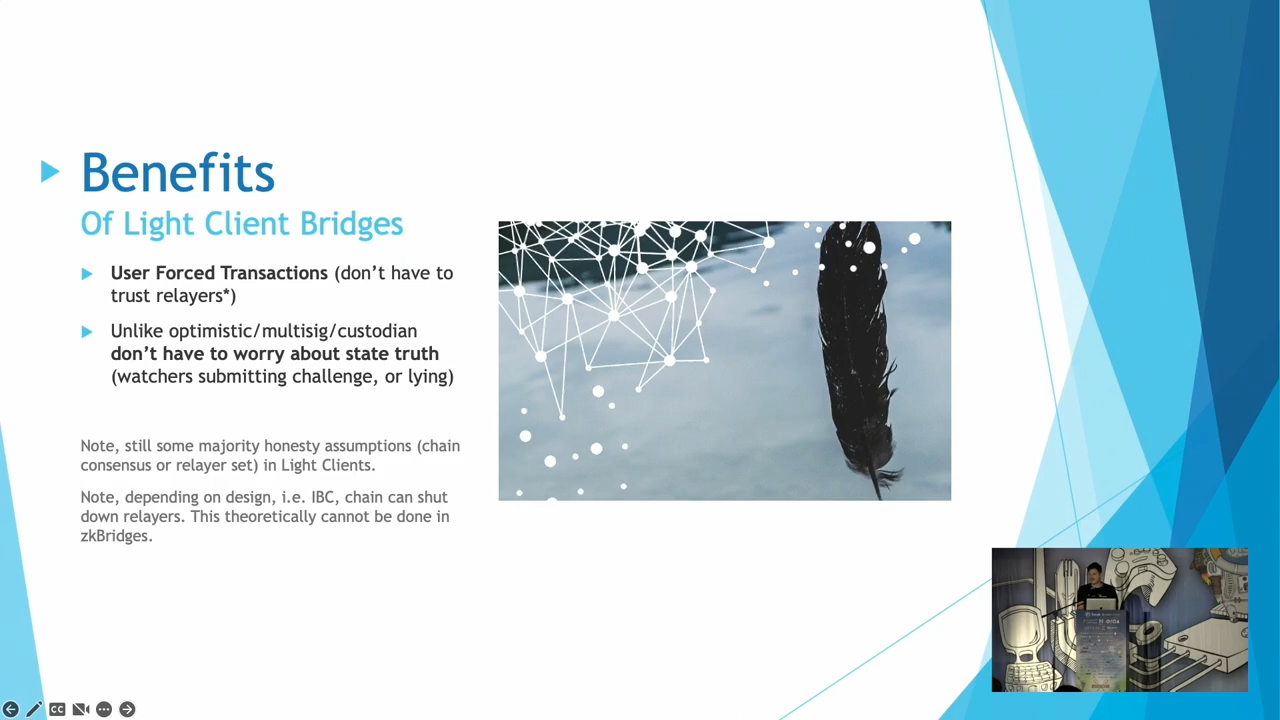 Benefits
Of Light Client Bridges
User Forced Transactions (don't have to
trust relayers*)
Unlike optimistic/multisig/custodian
don't have to worry about state truth
(watchers submitting challenge, or lying)
Note, still some majority honesty assumptions (chain
consensus or relayer set) in Light Clients.
Note, depending on design, i.e. IBC, chain can shut
down relayers. This theoretically cannot be done in
zkBridges.
CC